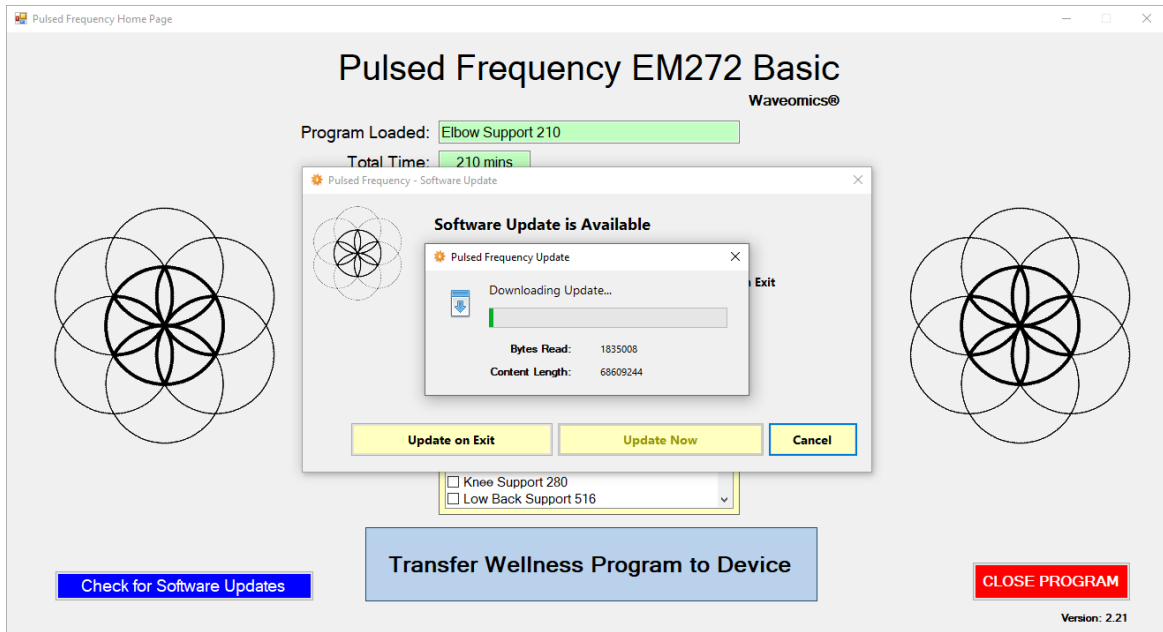 Pulsed Frequency Home Page
Pulsed Frequency EM272 Basic
Waveomics®
Program Loaded: Elbow Support 210
Total Time: 210 mins
Pulsed Frequency - Software Update
Software Update is Available
Exit
Pulsed Frequency Update
Downloading Update...
Bytes Read: 1835008
Content Length: 68609244
Update on Exit Update Now Cancel
Knee Support 280
Low Back Support 516
Transfer Wellness Program to Device
Check for Software Updates
CLOSE PROGRAM
Version: 2.21